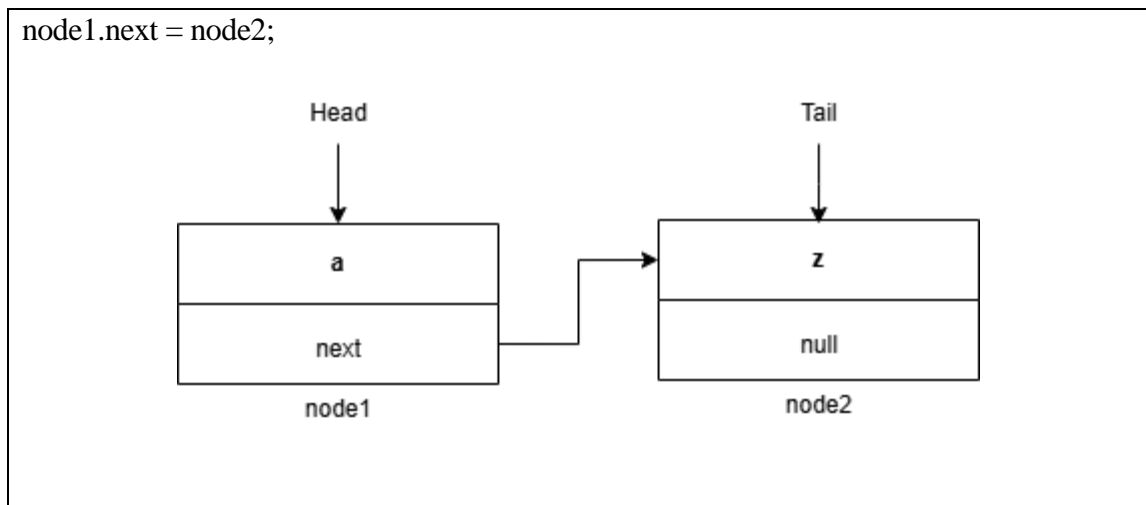 node1.next = node2;
Head
Tail
a
z
next
null
node1
node2